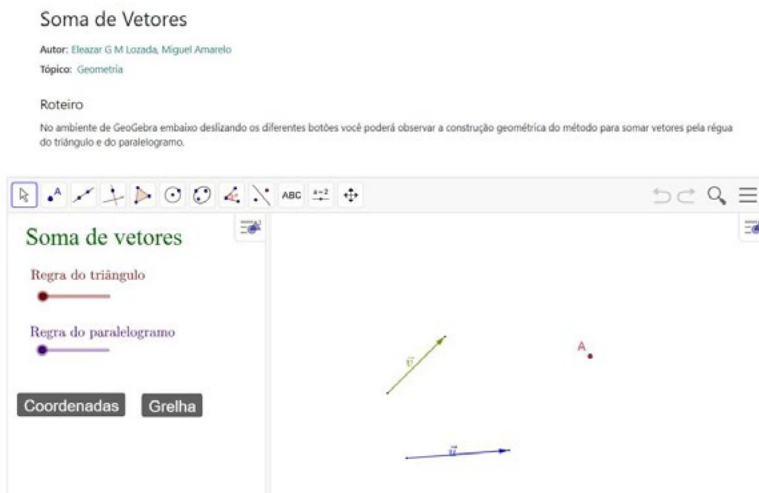 Soma de Vetores
Autor: Eleazar G M Lozada, Miguel Amarelo
Tópico: Geometria
Roteiro
No ambiente de GeoGebra embaixo deslizando os diferentes botões você poderá observar a construção geométrica do método para somar vetores pela régua
do triângulo e do paralelogramo.
A ABC a=2
Soma de vetores
Regra do triângulo
Regra do paralelogramo
Coordenadas Grelha
v
A
u